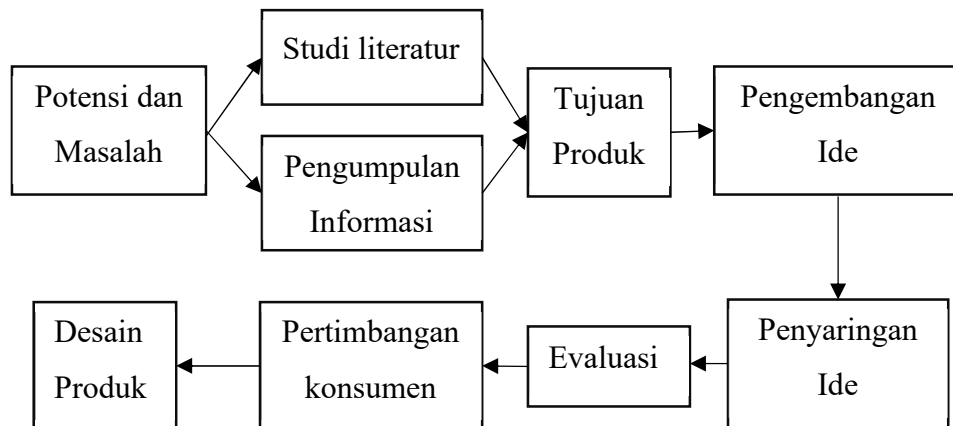 Potensi dan
Masalah
Studi literatur
Pengumpulan
Informasi
Tujuan
Produk
Pengembangan
Ide
Penyaringan
Ide
Evaluasi
Pertimbangan
konsumen
Desain
Produk